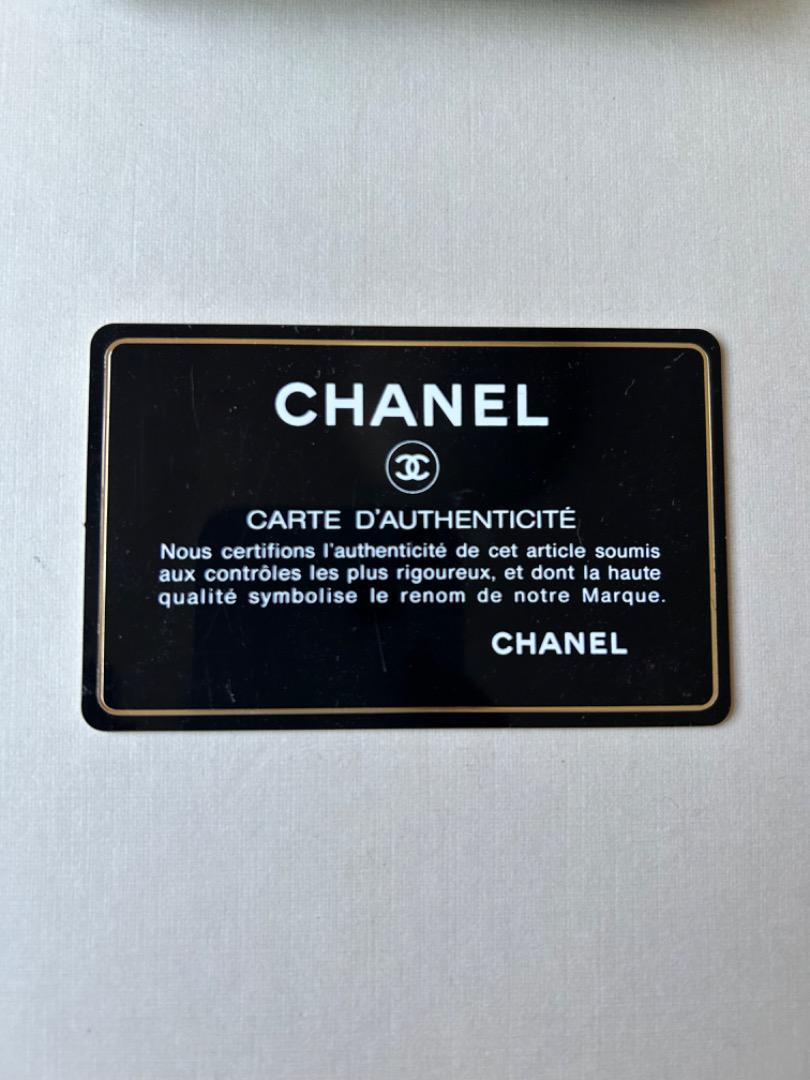 CHANEL
CARTE D'AUTHENTICITÉ
Nous certifions l'authenticité de cet article soumis
aux contrôles les plus rigoureux, et dont la haute
qualité symbolise le renom de notre Marque.
CHANEL